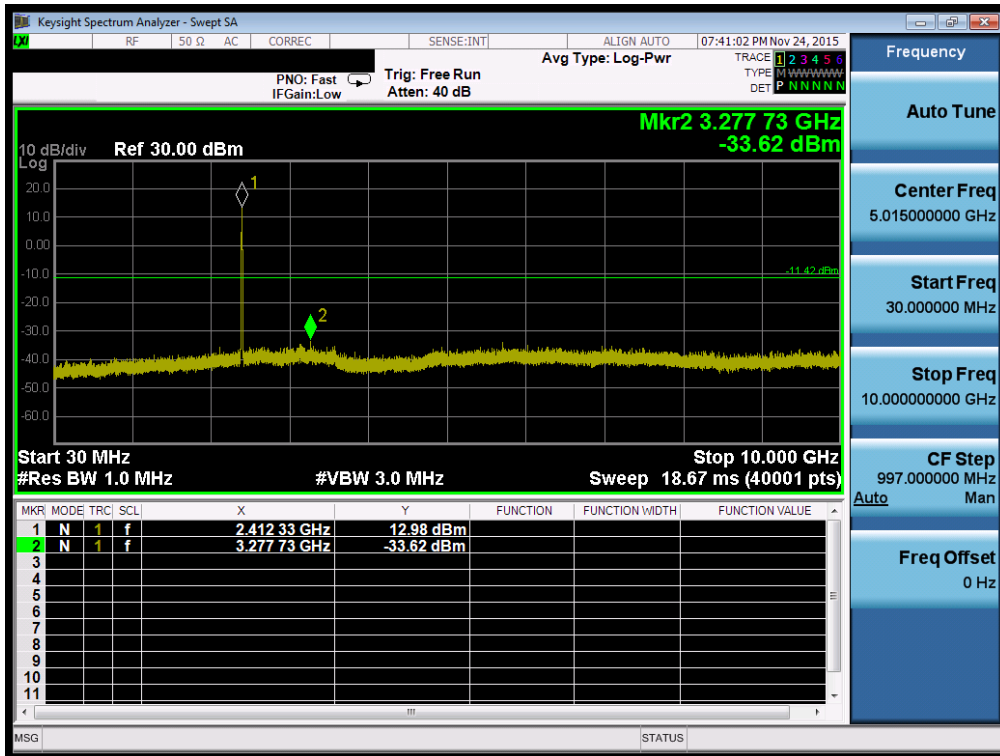 Keysight Spectrum Analyzer - Swept SA
LXI RF 50 Ω AC CORREC SENSE:INT ALIGN AUTO 07:41:02 PM Nov 24, 2015
Frequency
Avg Type: Log-Pwr
TRACE 1 2 3 4 5 6
PNO: Fast Trig: Free Run
TYPE M WWWWW
IFGain:Low Atten: 40 dB
DET P N N N N N
Auto Tune
Mkr2 3.277 73 GHz
10 dB/div Ref 30.00 dBm -33.62 dBm
Log
20.0
10.0
0.00
-10.0
-20.0
-30.0
-40.0
-50.0
-60.0
1
-11.42 dBm
2
Start 30 MHz Stop 10.000 GHz
#Res BW 1.0 MHz #VBW 3.0 MHz Sweep 18.67 ms (40001 pts)
Center Freq
5.015000000 GHz
Start Freq
30.000000 MHz
Stop Freq
10.000000000 GHz
CF Step
997.000000 MHz
Auto Man
Freq Offset
0 Hz
MKR MODE TRC SCL X Y FUNCTION FUNCTION WIDTH FUNCTION VALUE
1 N 1 f 2.412 33 GHz 12.98 dBm
2 N 1 f 3.277 73 GHz -33.62 dBm
3
4
5
6
7
8
9
10
11
MSG STATUS